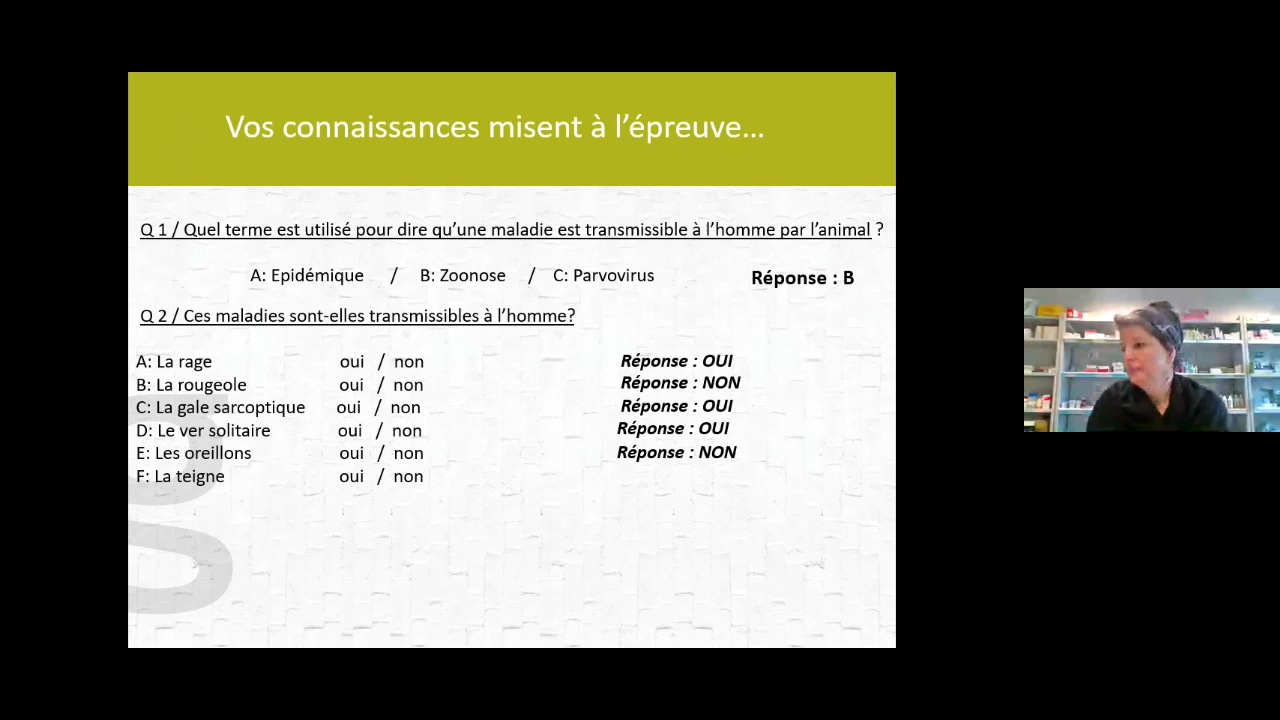 Vos connaissances misent à l’épreuve...
Q 1 / Quel terme est utilisé pour dire qu’une maladie est transmissible à l’homme par l’animal ?
A: Epidémique / B: Zoonose / C: Parvovirus Réponse : B
Q 2 / Ces maladies sont-elles transmissibles à l’homme?
A: La rage oui / non Réponse : OUI
B: La rougeole oui / non Réponse : NON
C: La gale sarcoptique oui / non Réponse : OUI
D: Le ver solitaire oui / non Réponse : OUI
E: Les oreillons oui / non Réponse : NON
F: La teigne oui / non